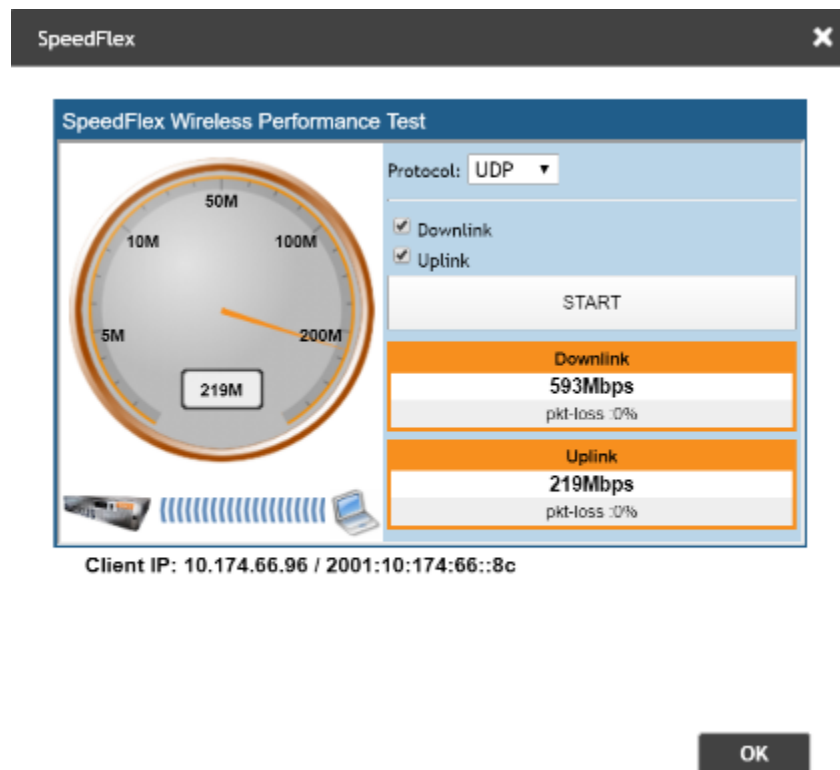 SpeedFlex
SpeedFlex Wireless Performance Test
50M
10M
100M
5M
200M
219M
Protocol: UDP
Downlink
Uplink
START
Downlink
593Mbps
pkt-loss :0%
Uplink
219Mbps
pkt-loss :0%
Client IP: 10.174.66.96 / 2001:10:174:66::8c
OK